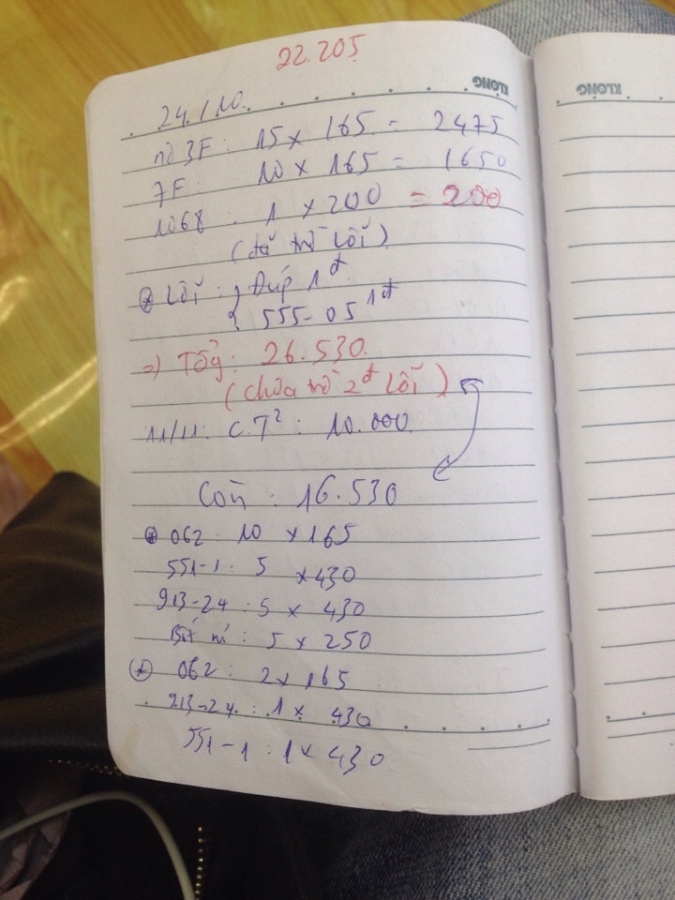 22.205
KLONG
KLONG
24/10.
nơ 3F: 15 x 165 = 2475
7F: 10 x 165 = 1650
1068: 1 x 200 = 200
(đã trừ lỗi)
Lỗi: Đúp 1đ
555-05 1đ
=> Tổng: 26.530.
(chưa trừ 2đ lỗi)
11/11: C.T²: 10.000
Còn: 16.530
062: 10 x 165
551-1: 5 x 430
913-24: 5 x 430
Bút : 5 x 250
062: 2 x 165
913-24: 1 x 430
551-1: 1 x 430